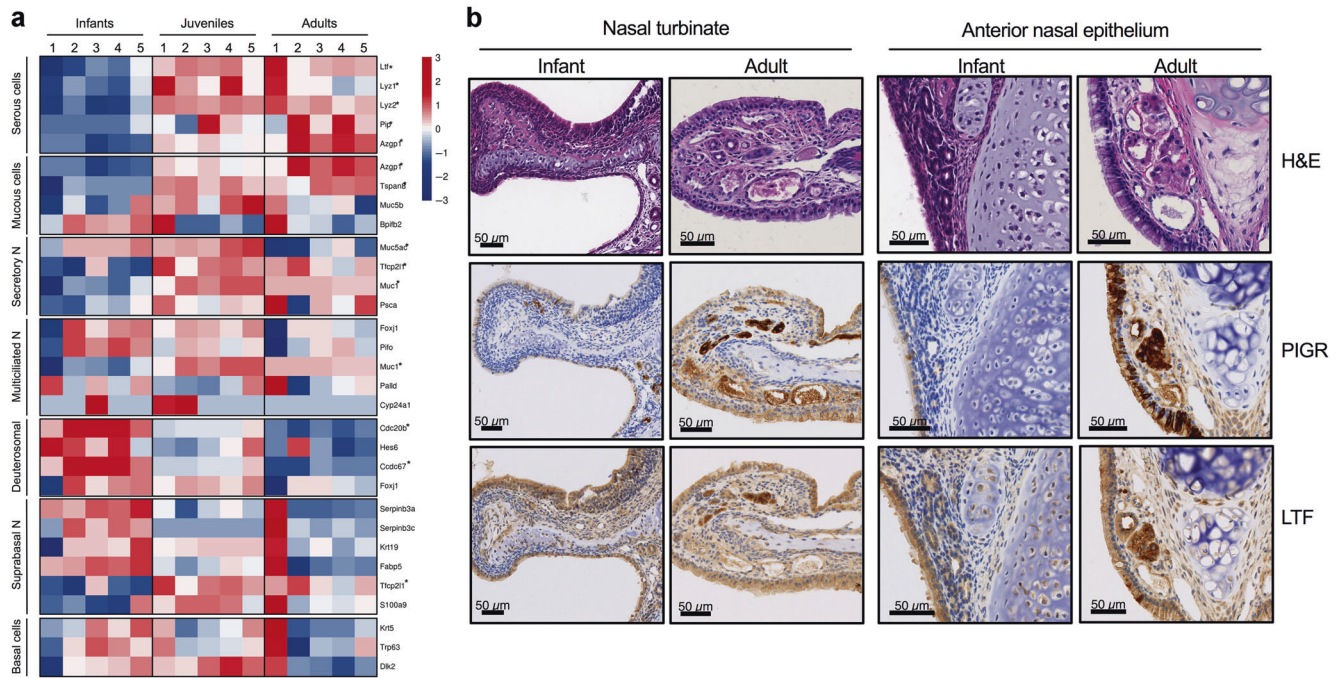 a
Infants Juveniles Adults
1 2 3 4 5 1 2 3 4 5 1 2 3 4 5
Serous cells
Ltf*
Lyz1*
Lyz2*
Pip*
Azgp1*
Mucous cells
Azgp1*
Tspan8*
Muc5b
Bpifb2
Secretory N
Muc5ac*
Tfcp2l1*
Muc1*
Psca
Multiciliated N
Foxj1
Pifo
Muc1*
Palld
Cyp24a1
Deuterosomal
Cdc20b*
Hes6
Ccdc67*
Foxj1
Suprabasal N
Serpinb3a
Serpinb3c
Krt19
Fabp5
Tfcp2l1*
S100a9
Basal cells
Krt5
Trp63
Dlk2
3
2
1
0
−1
−2
−3
b
Nasal turbinate Anterior nasal epithelium
Infant Adult Infant Adult
50 µm 50 µm 50 µm 50 µm
H&E
50 µm 50 µm 50 µm 50 µm
PIGR
50 µm 50 µm 50 µm 50 µm
LTF